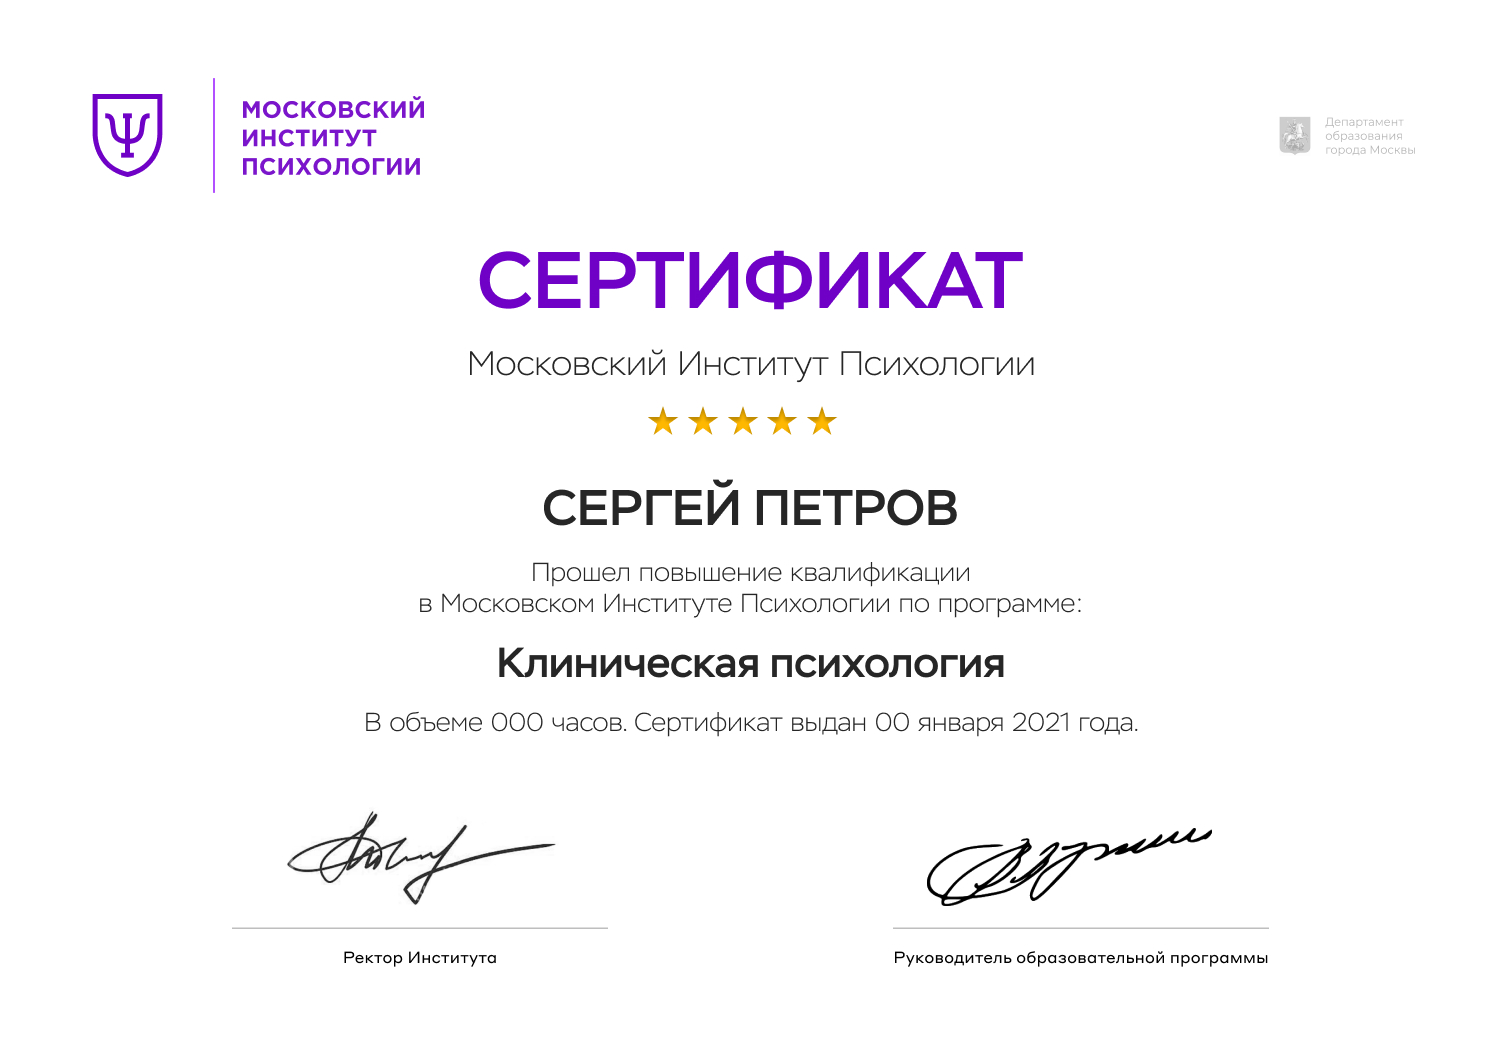 МОСКОВСКИЙ
ИНСТИТУТ
ПСИХОЛОГИИ
Департамент
образования
города Москвы
СЕРТИФИКАТ
Московский Институт Психологии
СЕРГЕЙ ПЕТРОВ
Прошел повышение квалификации
в Московском Институте Психологии по программе:
Клиническая психология
В объеме 000 часов. Сертификат выдан 00 января 2021 года.
Ректор Института
Руководитель образовательной программы